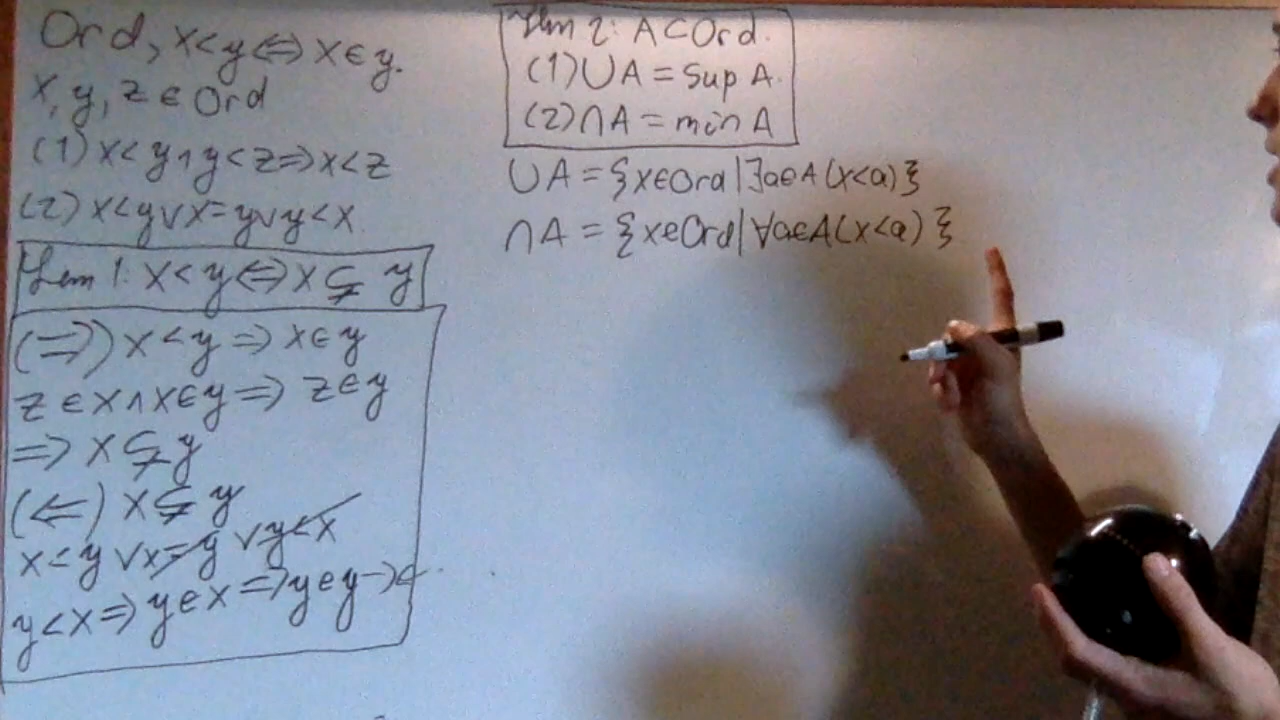 Ord, x<y⇔x∈y.
x, y, z ∈ Ord
(1) x<y∧y<z⇒x<z
(2) x<y∨x=y∨y<x
Lem 1: x<y⇔x⊊y
(⇒) x<y⇒x∈y
z∈x∧x∈y⇒z∈y
⇒x⊊y
(⇐) x⊊y
x<y∨x=y∨y<x
y<x⇒y∈x⇒y∈y→←.
Lem 2: A⊂Ord.
(1) ∪A = sup A.
(2) ∩A = min A
∪A = {x∈Ord|∃a∈A(x<a)}
∩A = {x∈Ord|∀a∈A(x<a)}